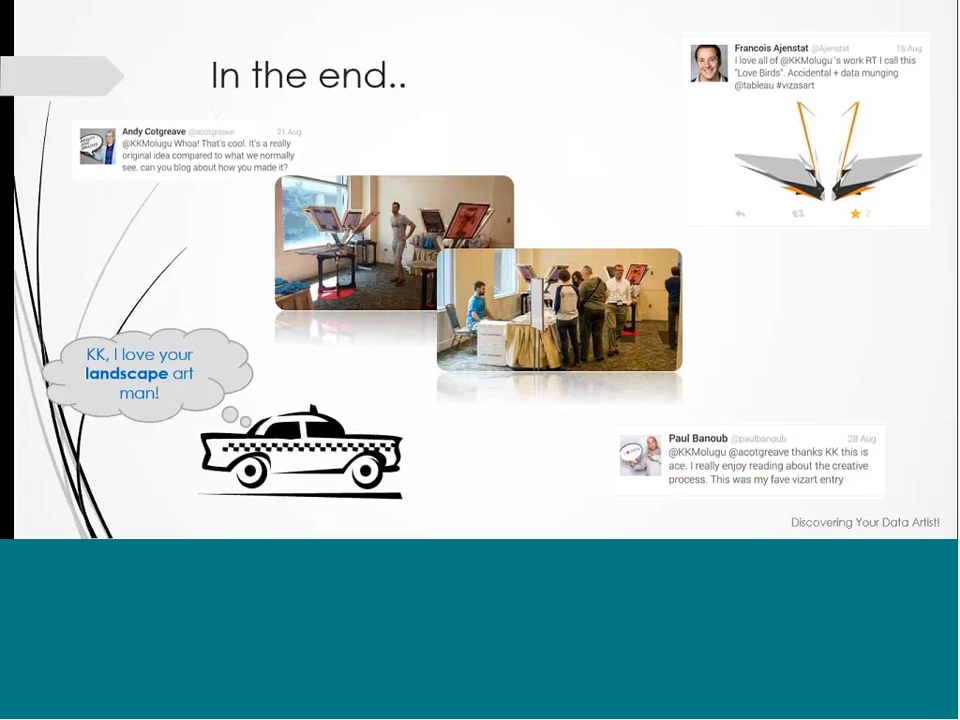 In the end..
Francois Ajenstat @Ajenstat 16 Aug
I love all of @KKMolugu 's work RT I call this
"Love Birds". Accidental + data munging
@tableau #vizasart
2
Andy Cotgreave @acotgreave 21 Aug
@KKMolugu Whoa! That's cool. It's a really
original idea compared to what we normally
see. can you blog about how you made it?
KK, I love your
landscape art
man!
Paul Banoub @paulbanoub 28 Aug
@KKMolugu @acotgreave thanks KK this is
ace. I really enjoy reading about the creative
process. This was my fave vizart entry
Discovering Your Data Artist!